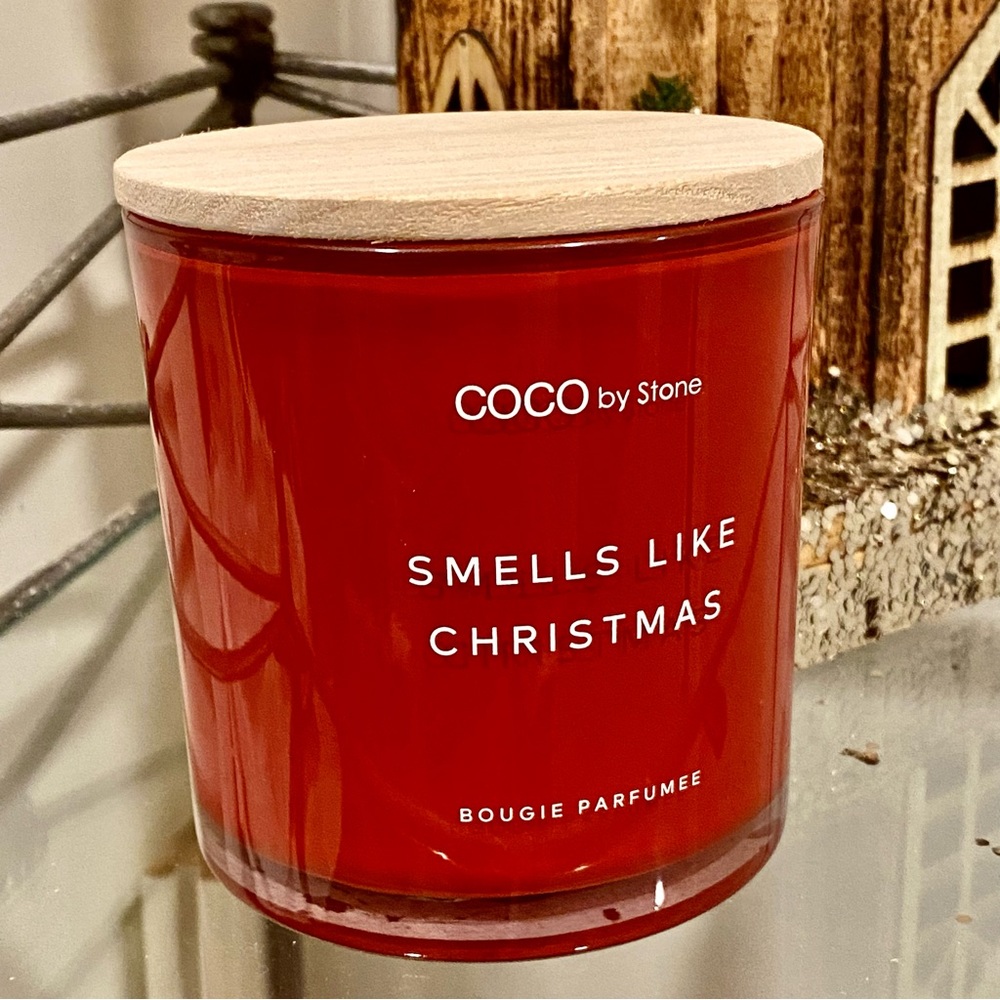 COCO by Stone
SMELLS LIKE
CHRISTMAS
BOUGIE PARFUMEE